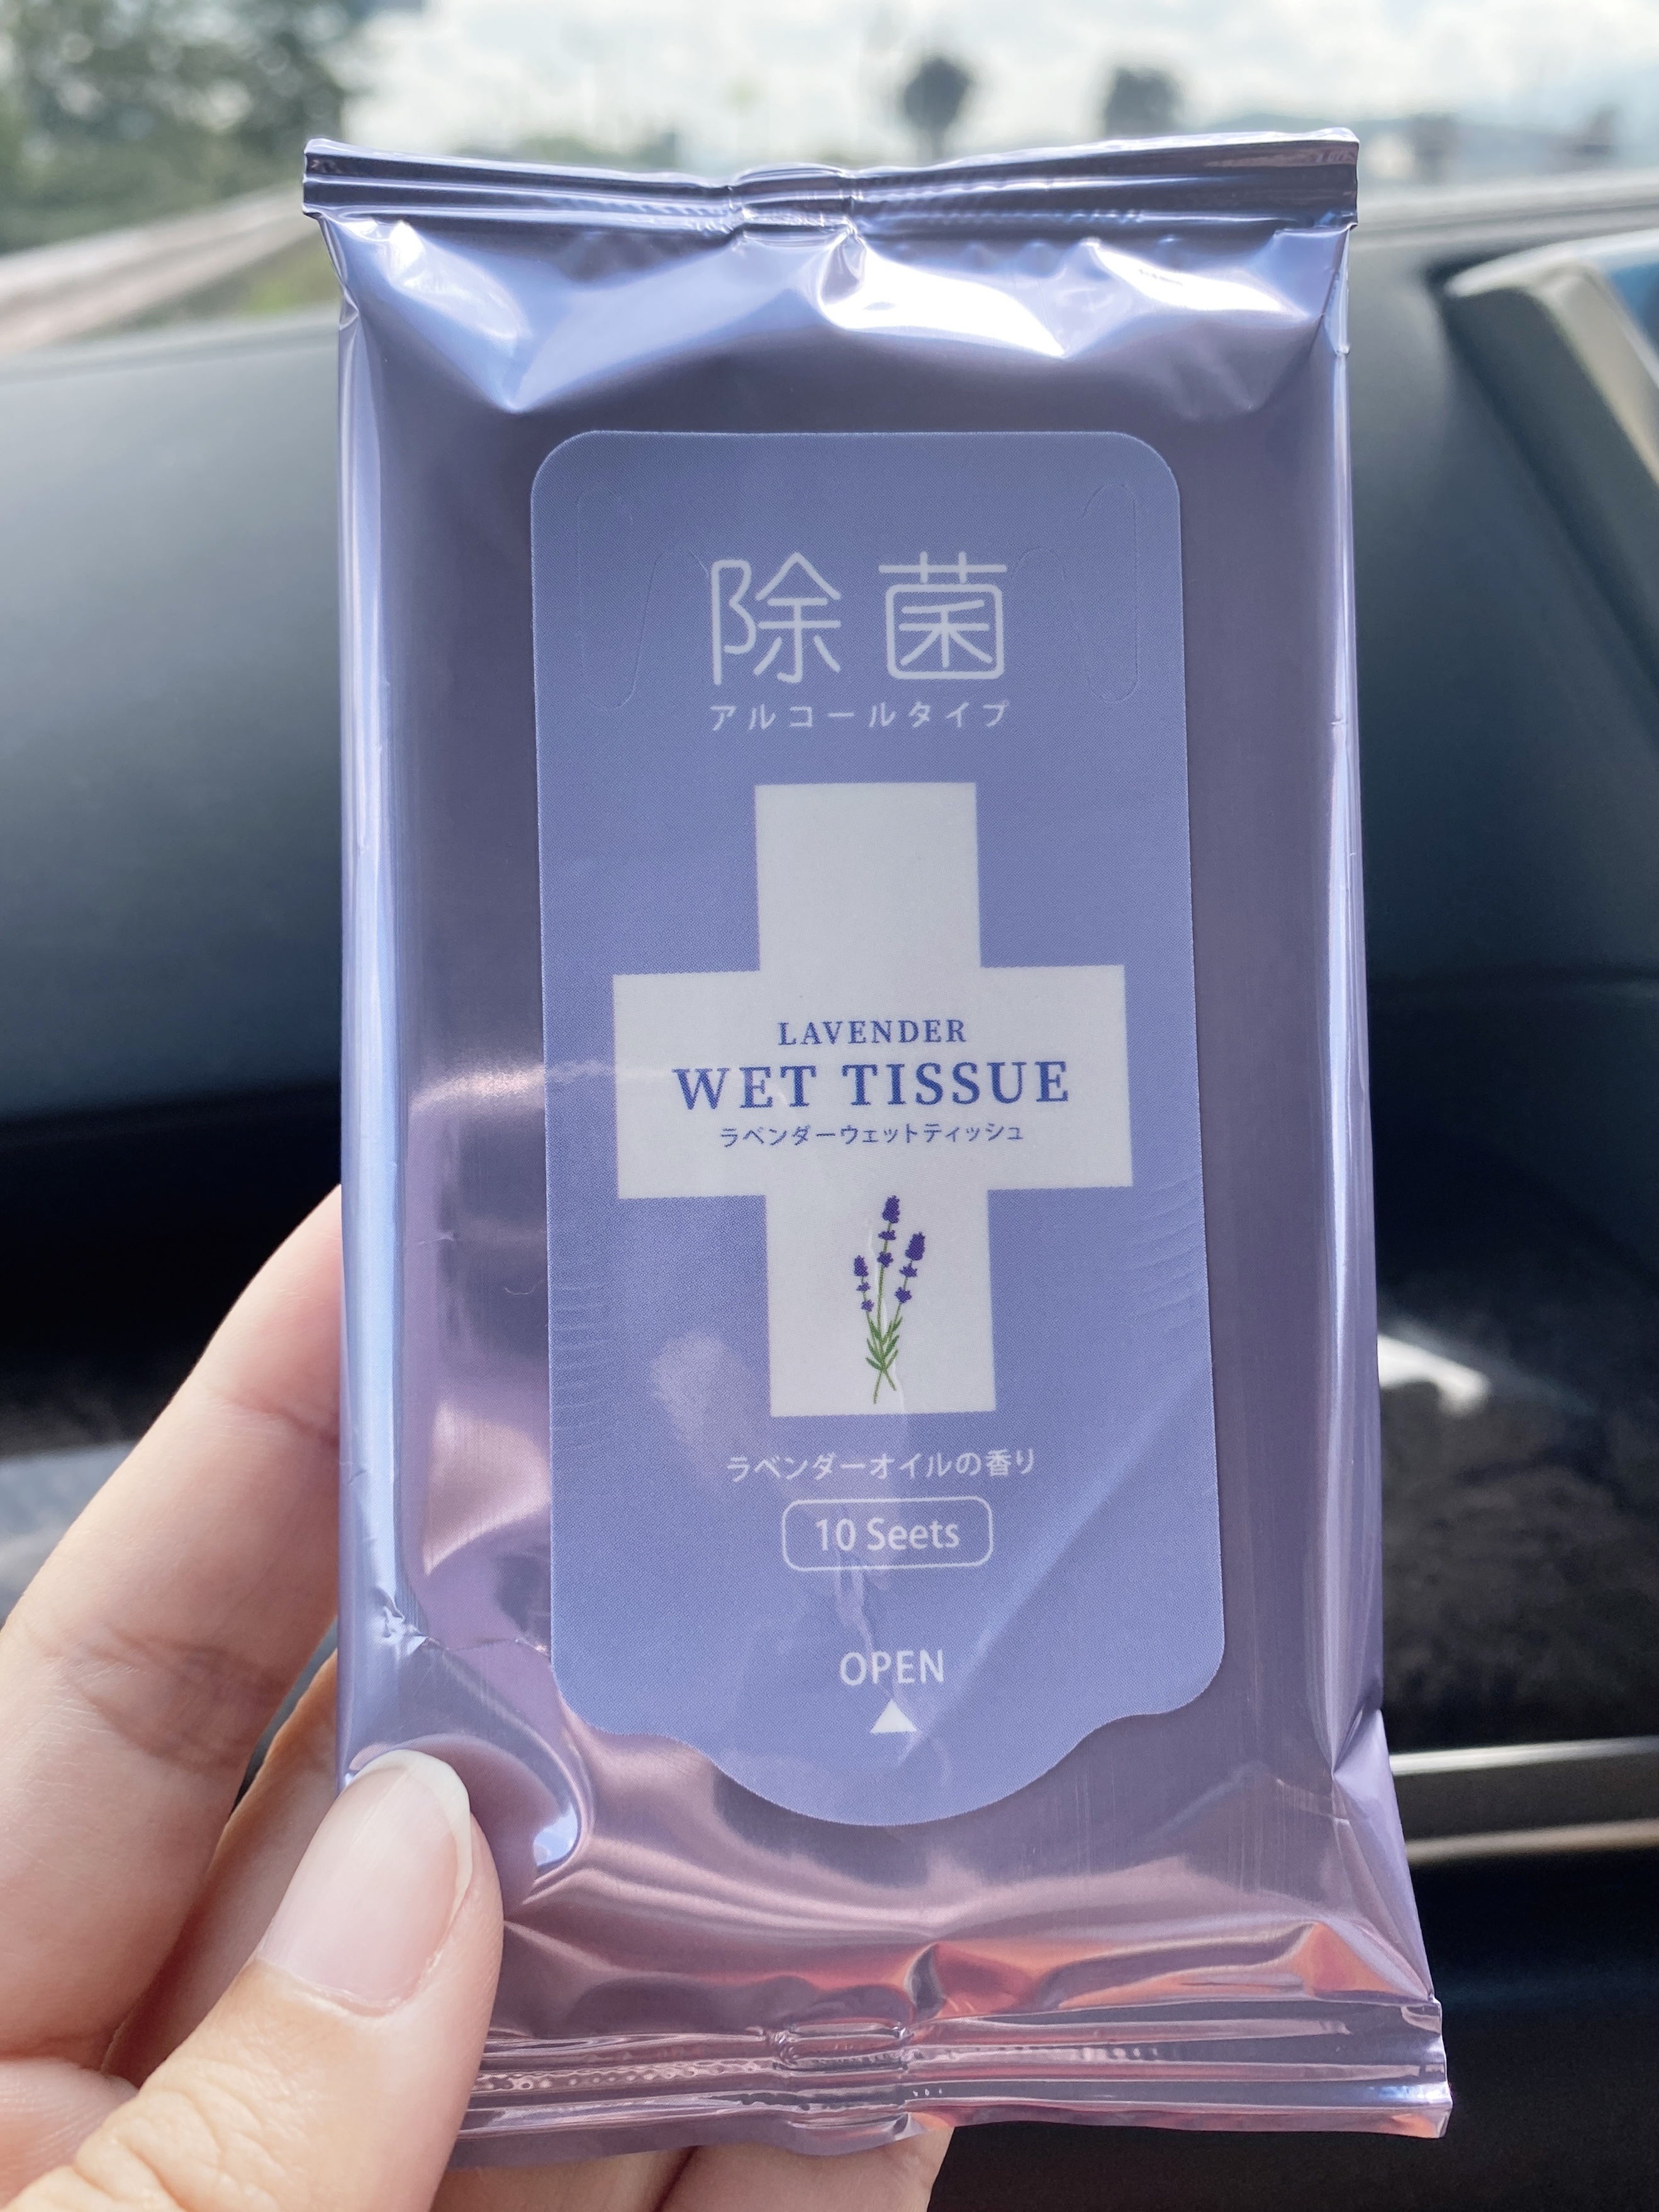 除菌
アルコールタイプ
LAVENDER
WET TISSUE
ラベンダーウェットティッシュ
ラベンダーオイルの香り
10 Seets
OPEN